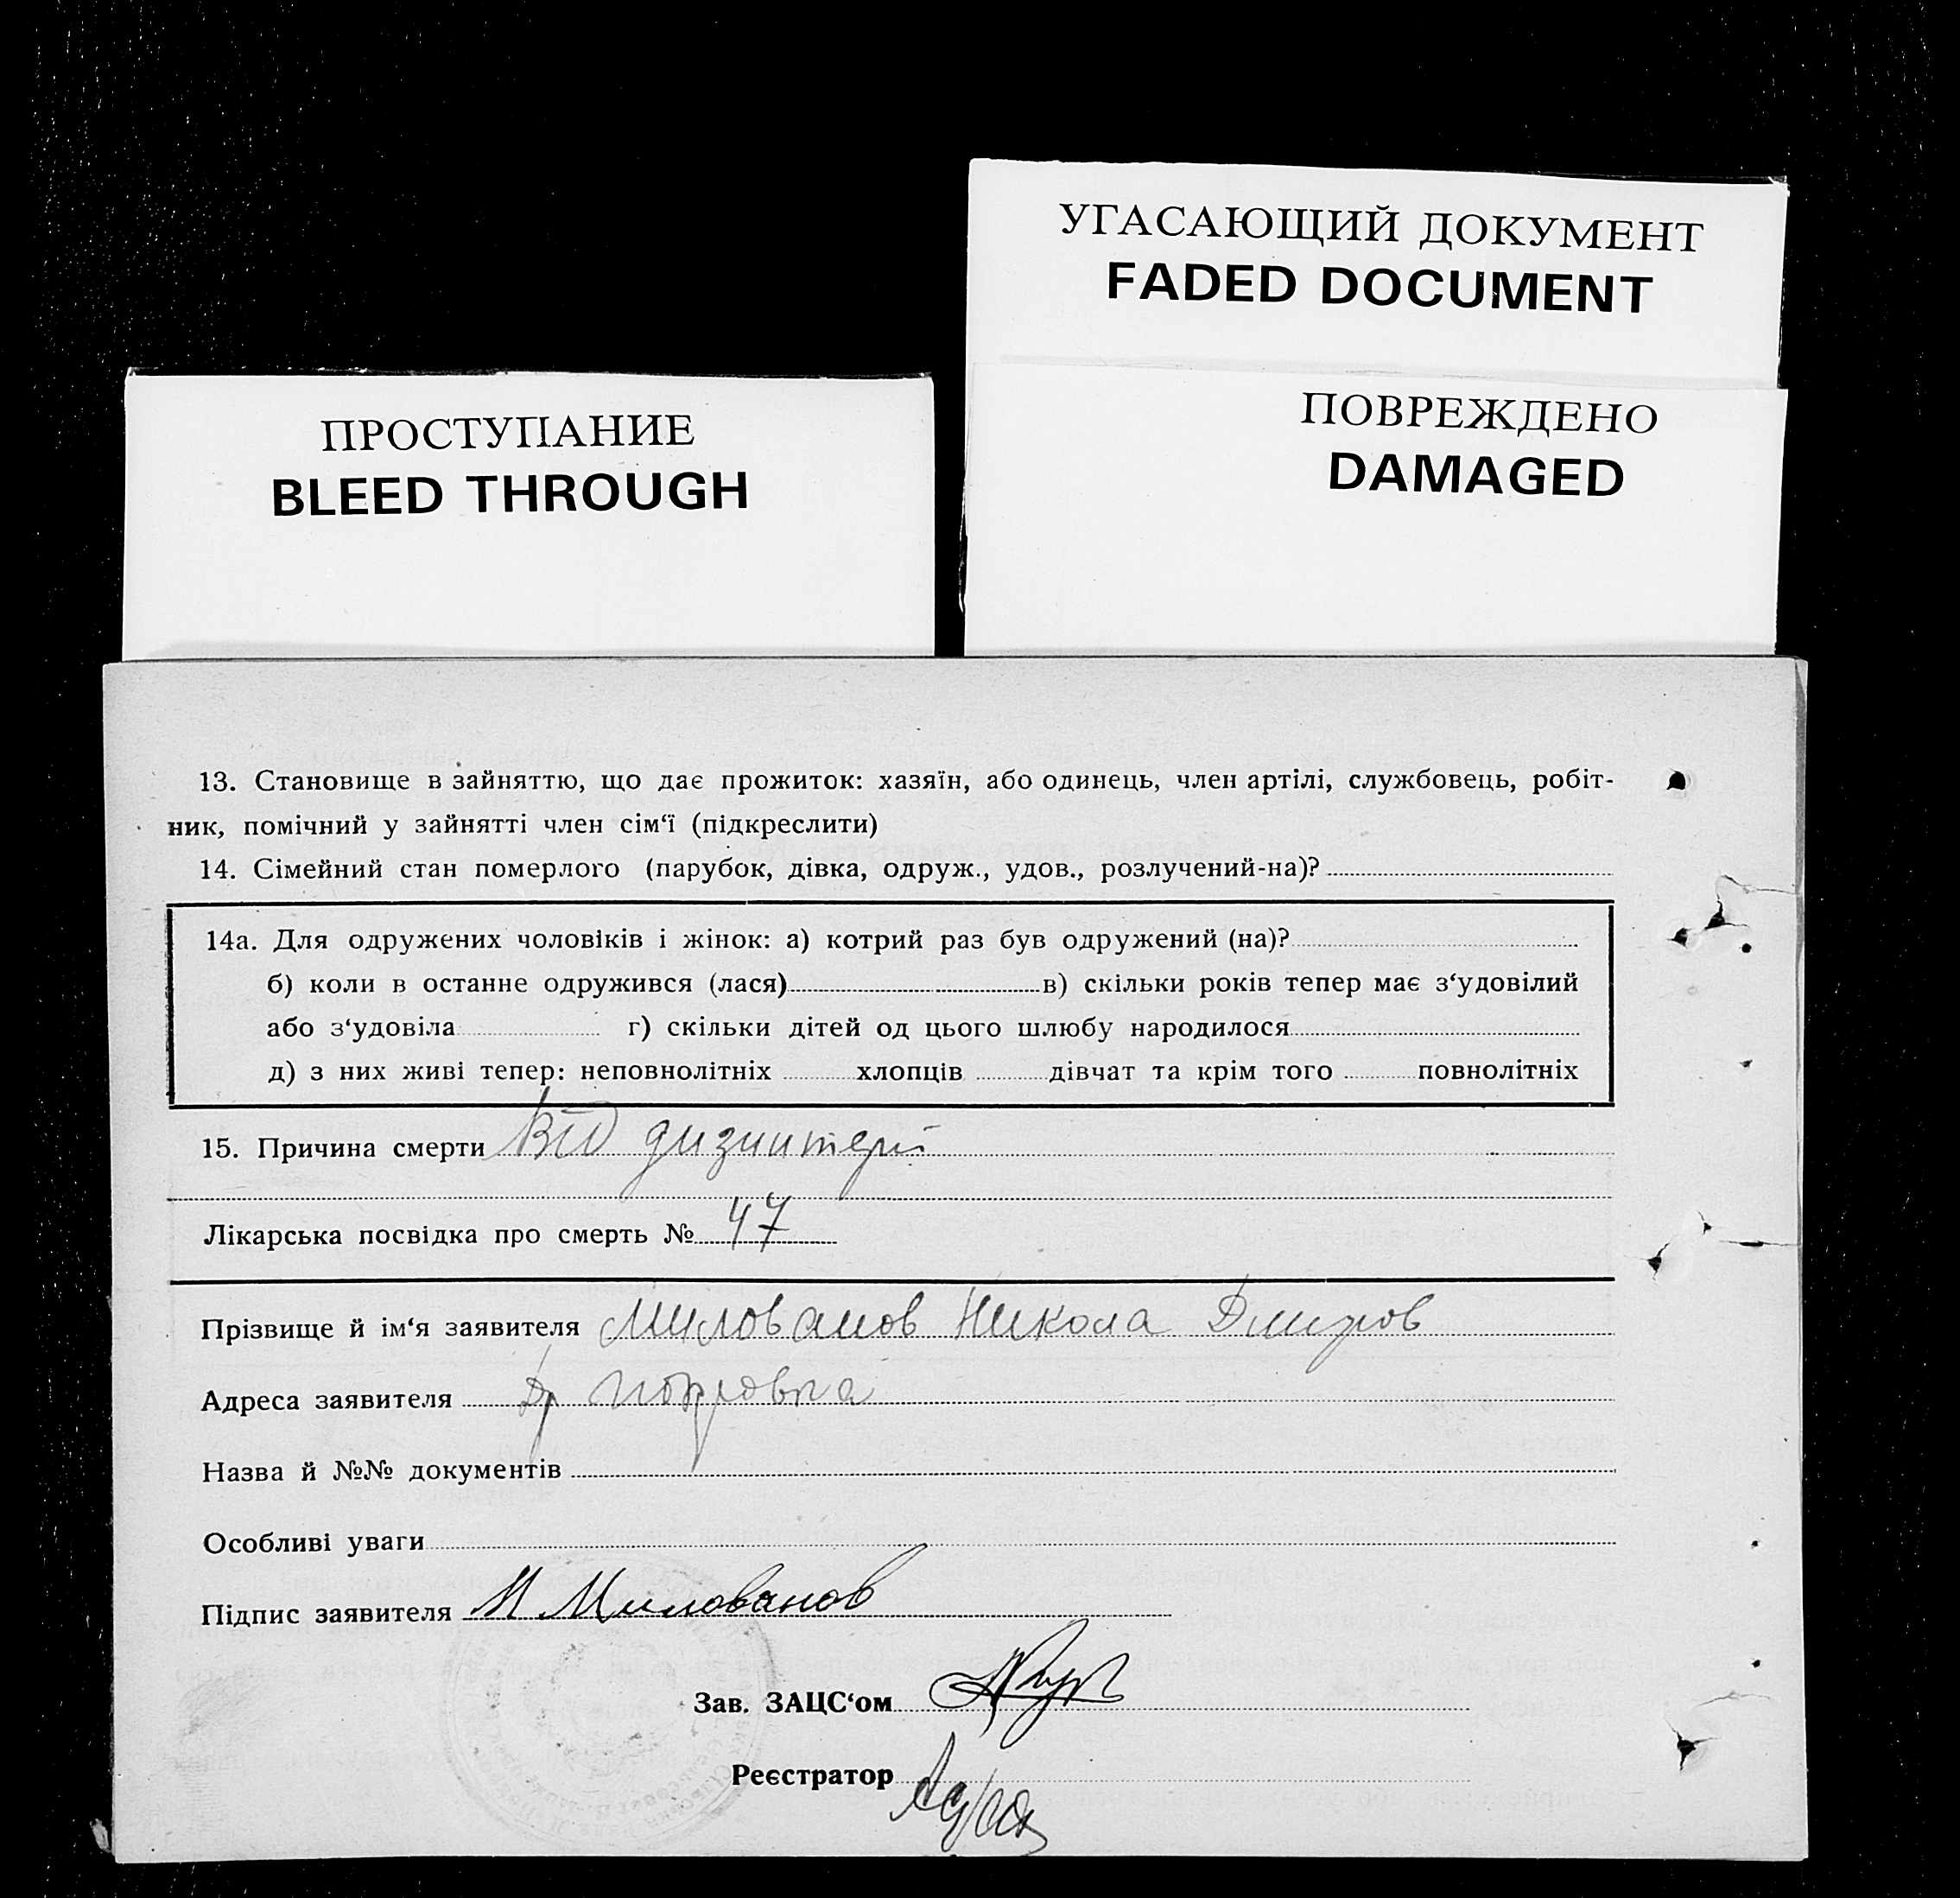 УГАСАЮЩИЙ ДОКУМЕНТ
FADED DOCUMENT
ПРОСТУПАНИЕ
BLEED THROUGH
ПОВРЕЖДЕНО
DAMAGED
13. Становище в зайняттю, що дає прожиток: хазяїн, або одинець, член артілі, службовець, робіт-
ник, помічний у зайнятті член сім‘ї (підкреслити)
14. Сімейний стан померлого (парубок, дівка, одруж., удов., розлучений-на)?
14а. Для одружених чоловіків і жінок: а) котрий раз був одружений (на)?
б) коли в останне одружився (лася) в) скільки років тепер має з‘удовілий
або з‘удовіла г) скільки дітей од цього шлюбу народилося
д) з них живі тепер: неповнолітніх хлопців дівчат та крім того повнолітніх
15. Причина смерти Від дизинтерії
Лікарська посвідка про смерть № 47
Прізвище й ім‘я заявителя Милованов Никола Дмитров
Адреса заявителя
Назва й №№ документів
Особливі уваги
Підпис заявителя Н Милованов
Зав. ЗАЦС‘ом
Реєстратор